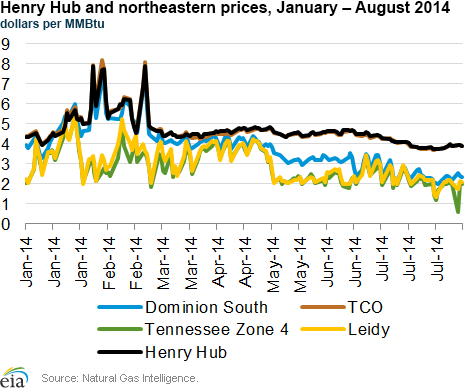 Henry Hub and northeastern prices, January – August 2014
dollars per MMBtu
9
8
7
6
5
4
3
2
1
0
Jan-14
Jan-14
Jan-14
Feb-14
Feb-14
Mar-14
Mar-14
Apr-14
Apr-14
May-14
May-14
Jun-14
Jun-14
Jul-14
Jul-14
Jul-14
Dominion South
TCO
Tennessee Zone 4
Leidy
Henry Hub
eia
Source: Natural Gas Intelligence.